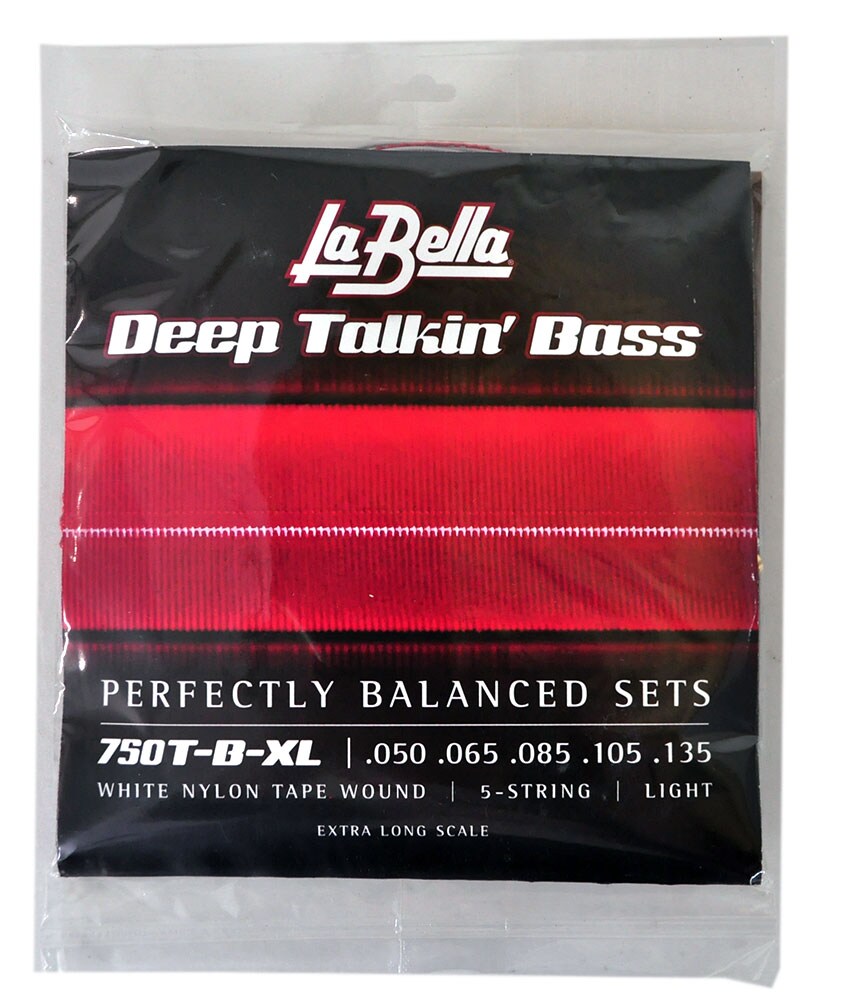 La Bella®
Deep Talkin' Bass
PERFECTLY BALANCED SETS
750T-B-XL | .050 .065 .085 .105 .135
WHITE NYLON TAPE WOUND | 5-STRING | LIGHT
EXTRA LONG SCALE